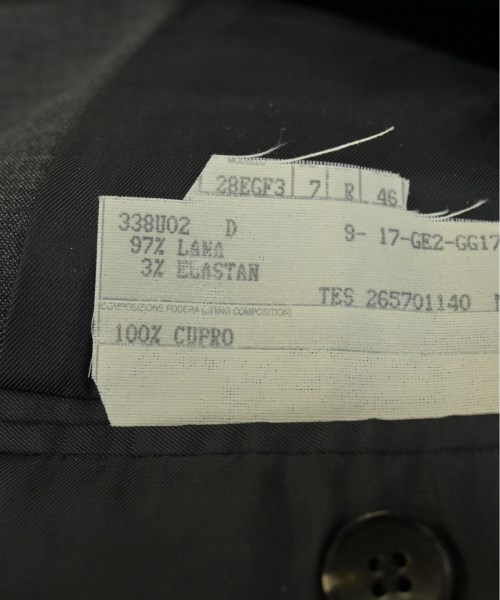 MODELLO
28EGF3 7 R 46
338U02 D 9- 17-GE2-GG17
97% LANA
3% ELASTAN
TES 265701140
COMPOSIZIONE FODERA (LINING COMPOSITION)
100% CUPRO